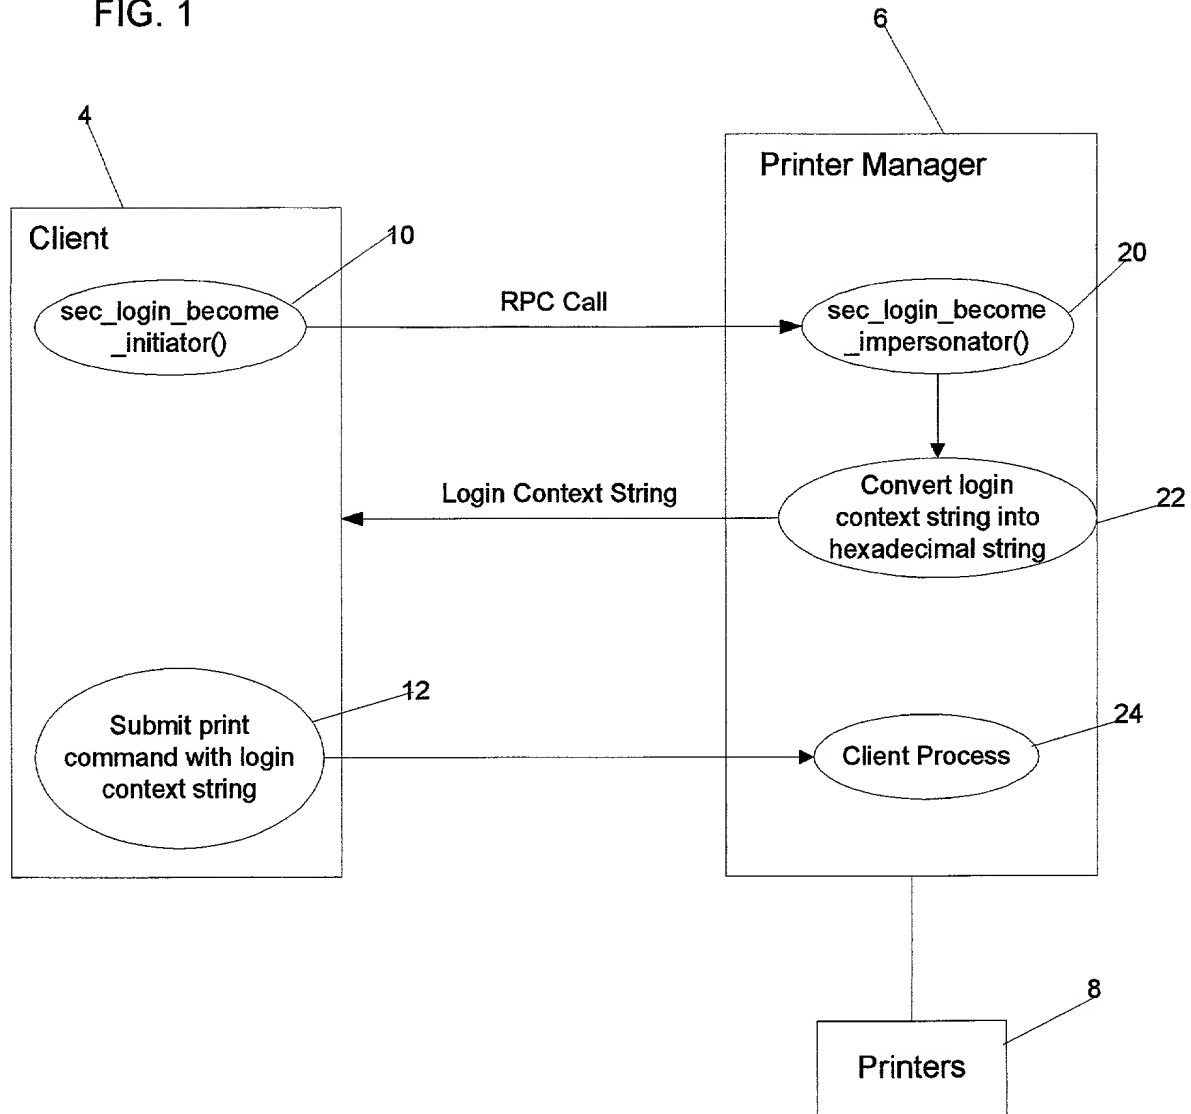 FIG. 1
6
4
Printer Manager
Client
10
20
sec_login_become
_initiator()
RPC Call
sec_login_become
_impersonator()
Login Context String
Convert login
context string into
hexadecimal string
22
12
Submit print
command with login
context string
24
Client Process
8
Printers